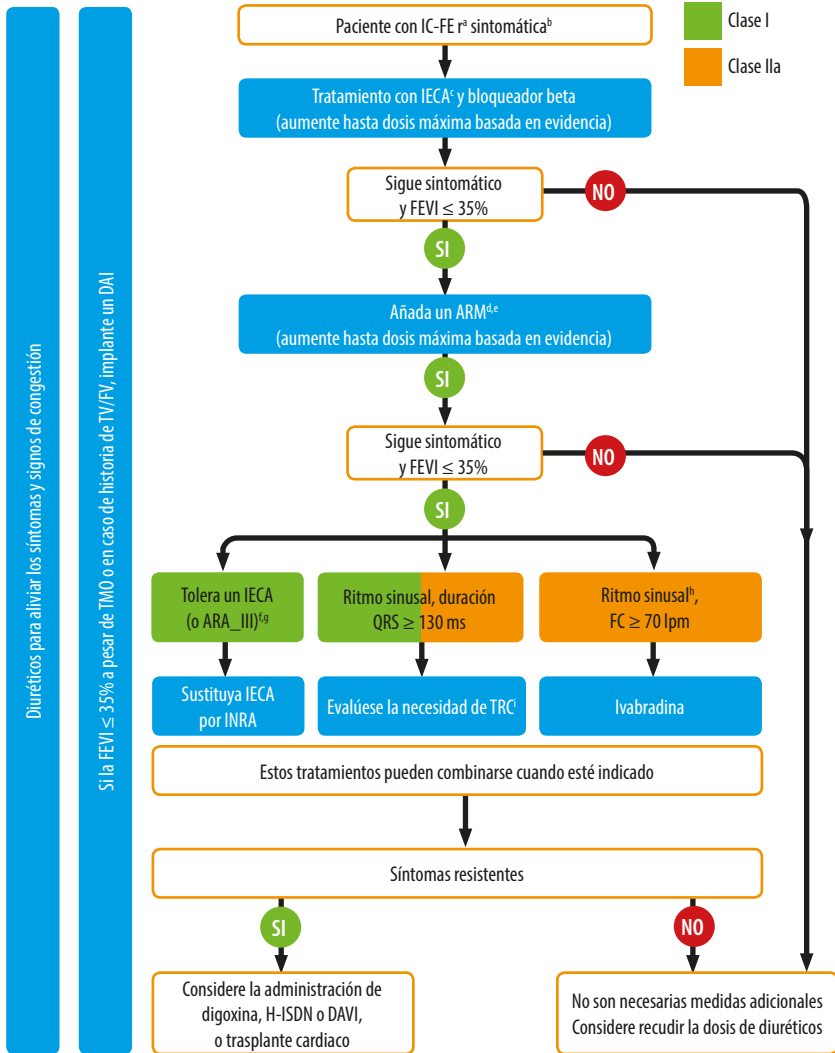 Paciente con IC-FE rª sintomáticaᵇ
Clase I
Clase IIa
Tratamiento con IECAᶜ y bloqueador beta
(aumente hasta dosis máxima basada en evidencia)
Sigue sintomático
y FEVI ≤ 35%
NO
SI
Añada un ARMᵈ,ᵉ
(aumente hasta dosis máxima basada en evidencia)
SI
Sigue sintomático
y FEVI ≤ 35%
NO
SI
Tolera un IECA
(o ARA_III)ᶠ,ᵍ
Ritmo sinusal, duración
QRS ≥ 130 ms
Ritmo sinusalʰ,
FC ≥ 70 lpm
Sustituya IECA
por INRA
Evalúese la necesidad de TRCⁱ
Ivabradina
Estos tratamientos pueden combinarse cuando esté indicado
Síntomas resistentes
SI
NO
Considere la administración de
digoxina, H-ISDN o DAVI,
o trasplante cardiaco
No son necesarias medidas adicionales
Considere recudir la dosis de diuréticos
Diuréticos para aliviar los síntomas y signos de congestión
Si la FEVI ≤ 35% a pesar de TMO o en caso de historia de TV/FV, implante un DAI